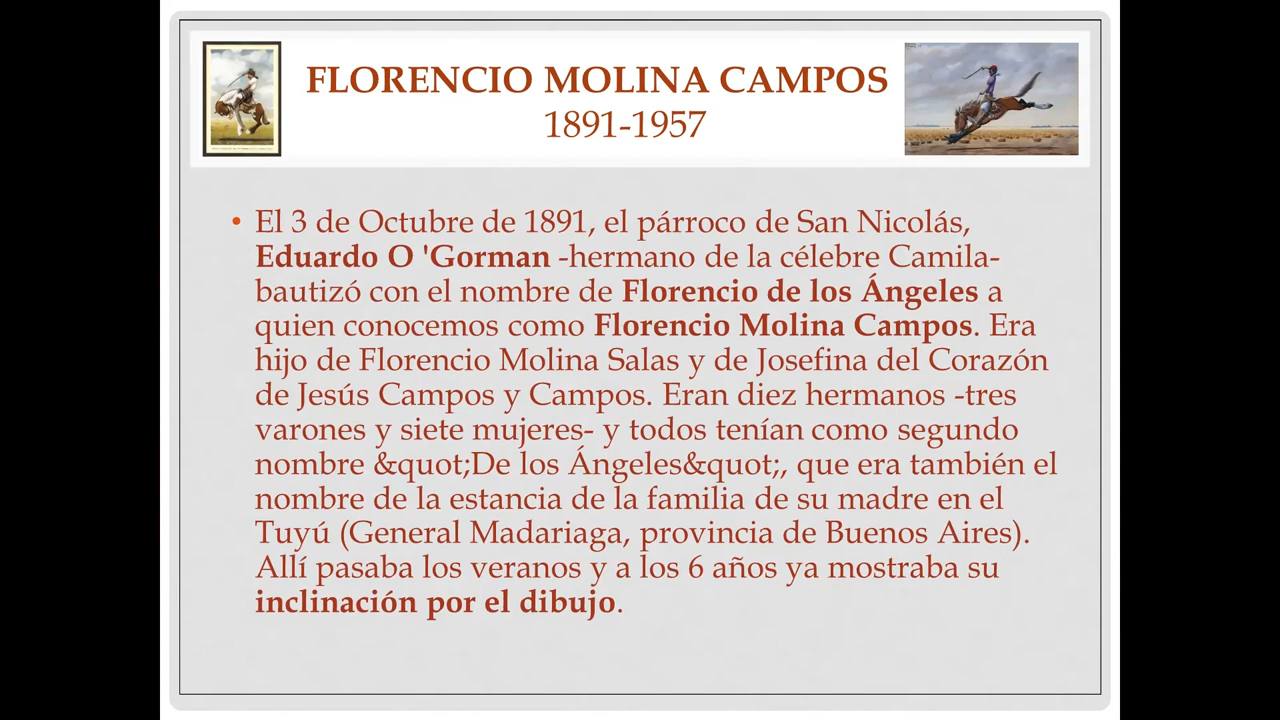 FLORENCIO MOLINA CAMPOS
1891-1957
• El 3 de Octubre de 1891, el párroco de San Nicolás,
Eduardo O 'Gorman -hermano de la célebre Camila-
bautizó con el nombre de Florencio de los Ángeles a
quien conocemos como Florencio Molina Campos. Era
hijo de Florencio Molina Salas y de Josefina del Corazón
de Jesús Campos y Campos. Eran diez hermanos -tres
varones y siete mujeres- y todos tenían como segundo
nombre &quot;De los Ángeles&quot;, que era también el
nombre de la estancia de la familia de su madre en el
Tuyú (General Madariaga, provincia de Buenos Aires).
Allí pasaba los veranos y a los 6 años ya mostraba su
inclinación por el dibujo.